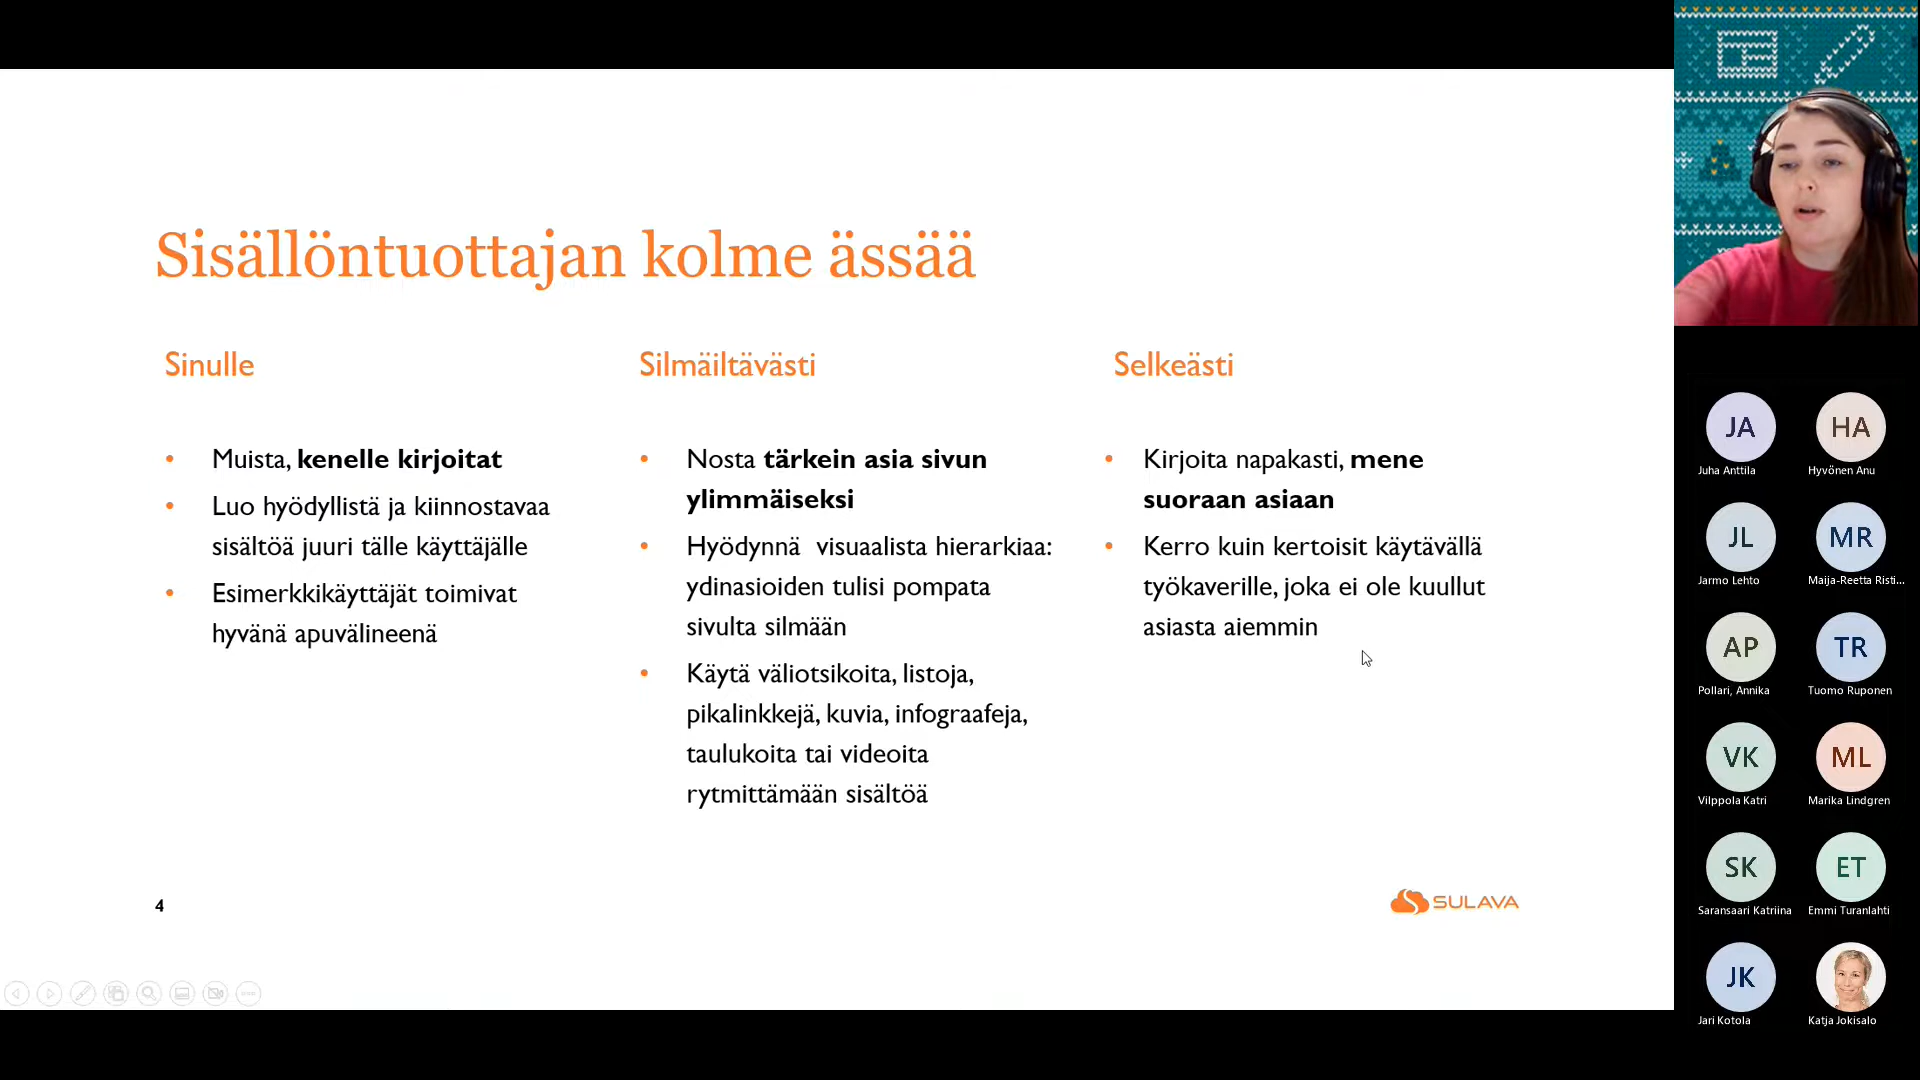 Sisällöntuottajan kolme ässää
Sinulle
Muista, kenelle kirjoitat
Luo hyödyllistä ja kiinnostavaa
sisältöä juuri tälle käyttäjälle
Esimerkkikäyttäjät toimivat
hyvänä apuvälineenä
Silmäiltävästi
Nosta tärkein asia sivun
ylimmäiseksi
Hyödynnä  visuaalista hierarkiaa:
ydinasioiden tulisi pompata
sivulta silmään
Käytä väliotsikoita, listoja,
pikalinkkejä, kuvia, infograafeja,
taulukoita tai videoita
rytmittämään sisältöä
Selkeästi
Kirjoita napakasti, mene
suoraan asiaan
Kerro kuin kertoisit käytävällä
työkaverille, joka ei ole kuullut
asiasta aiemmin
4
SULAVA
JA
Juha Anttila
HA
Hyvönen Anu
JL
Jarmo Lehto
MR
Maija-Reetta Risti...
AP
Pollari, Annika
TR
Tuomo Ruponen
VK
Vilppola Katri
ML
Marika Lindgren
SK
Saransaari Katriina
ET
Emmi Turanlahti
JK
Jari Kotola
Katja Jokisalo